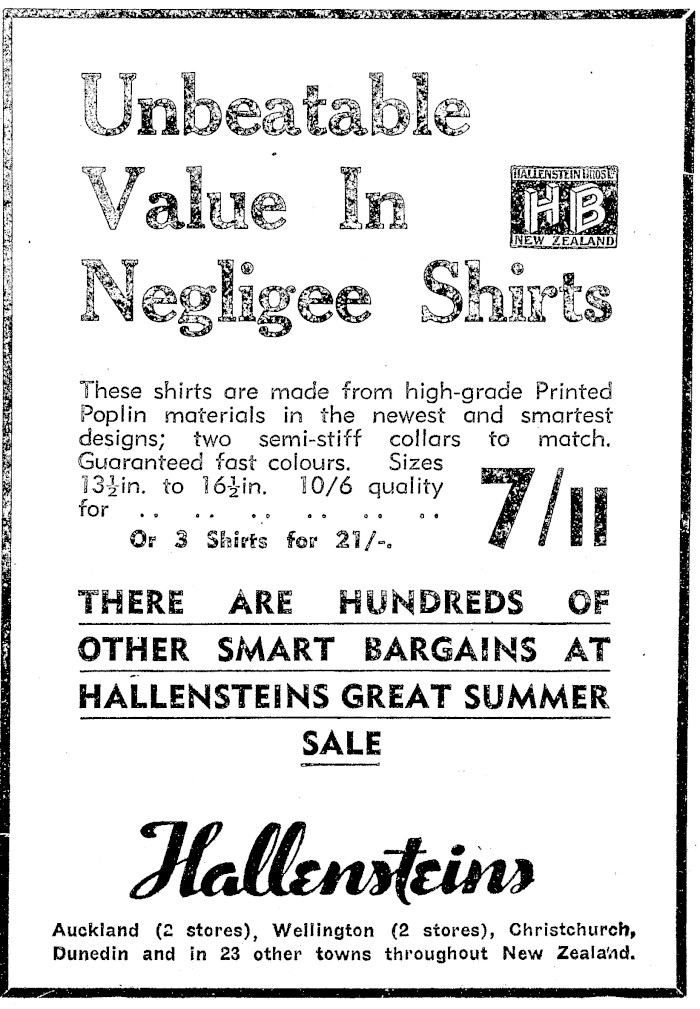 Unbeatable
Value In
HALLENSTEIN BROS LD
HB
NEW ZEALAND
Negligee Shirts
These shirts are made from high-grade Printed
Poplin materials in the newest and smartest
designs; two semi-stiff collars to match.
Guaranteed fast colours. Sizes
13½in. to 16½in. 10/6 quality
for .. .. .. .. .. ..
7/11
Or 3 Shirts for 21/-.
THERE ARE HUNDREDS OF
OTHER SMART BARGAINS AT
HALLENSTEINS GREAT SUMMER
SALE
Hallensteins
Auckland (2 stores), Wellington (2 stores), Christchurch,
Dunedin and in 23 other towns throughout New Zealand.